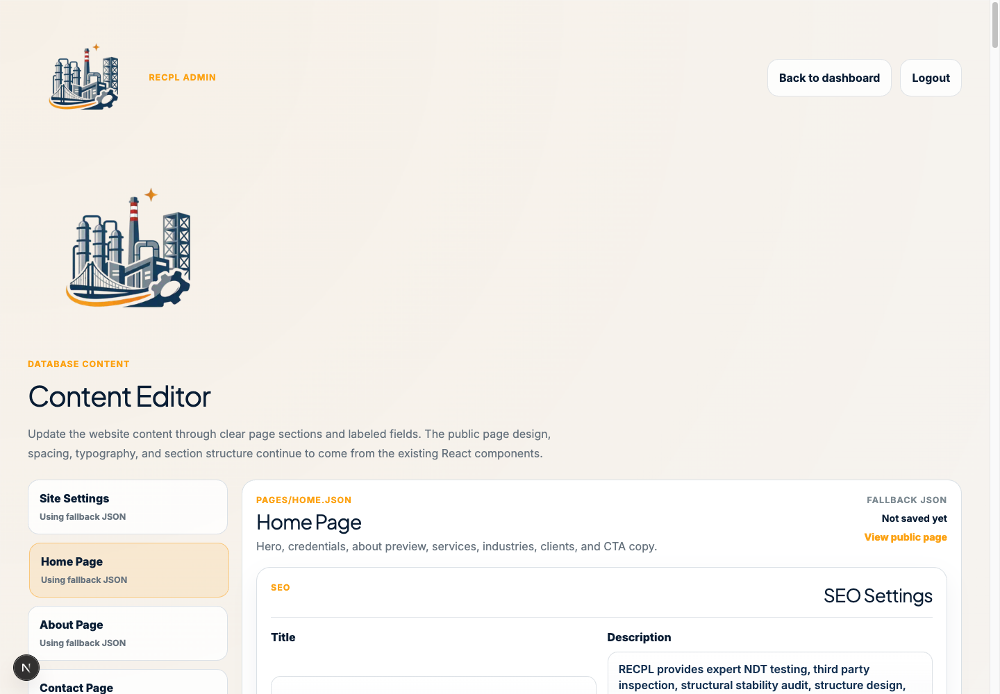 RECPL ADMIN
Back to dashboard
Logout
DATABASE CONTENT
Content Editor
Update the website content through clear page sections and labeled fields. The public page design,
spacing, typography, and section structure continue to come from the existing React components.
Site Settings
Using fallback JSON
Home Page
Using fallback JSON
About Page
Using fallback JSON
Contact Page
PAGES/HOME.JSON
Home Page
Hero, credentials, about preview, services, industries, clients, and CTA copy.
FALLBACK JSON
Not saved yet
View public page
SEO
SEO Settings
Title
Description
RECPL provides expert NDT testing, third party
inspection, structural stability audit, structure design,
N